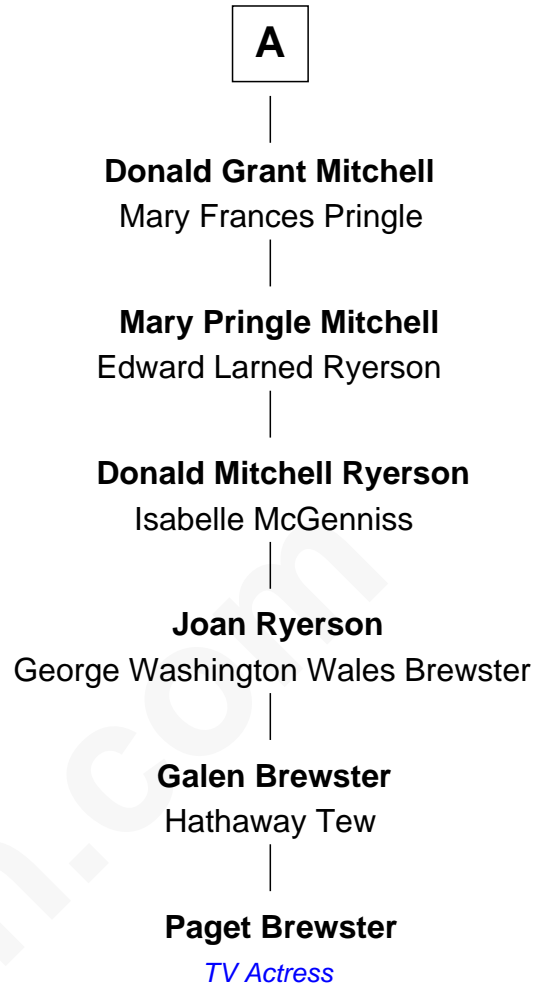 A
Donald Grant Mitchell
Mary Frances Pringle
Mary Pringle Mitchell
Edward Larned Ryerson
Donald Mitchell Ryerson
Isabelle McGenniss
Joan Ryerson
George Washington Wales Brewster
Galen Brewster
Hathaway Tew
Paget Brewster
TV Actress